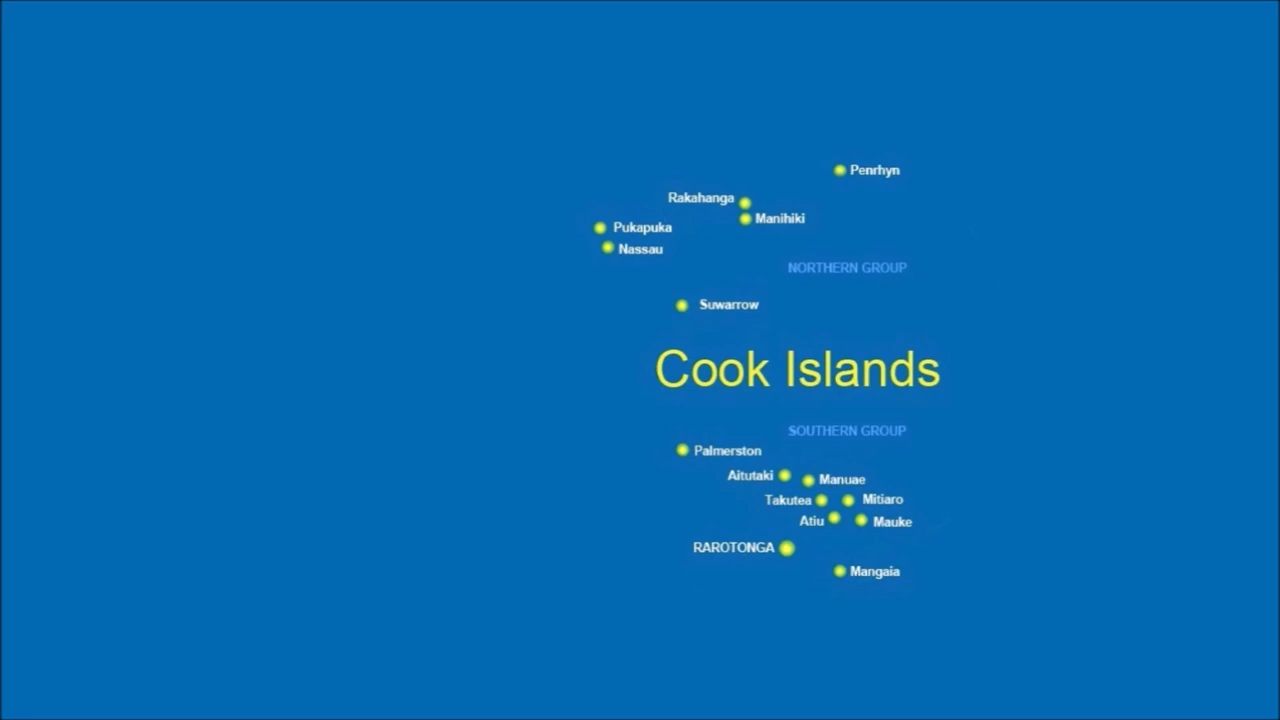 Penrhyn
Rakahanga
Manihiki
Pukapuka
Nassau
NORTHERN GROUP
Suwarrow
Cook Islands
SOUTHERN GROUP
Palmerston
Aitutaki
Manuae
Takutea
Mitiaro
Atiu
Mauke
RAROTONGA
Mangaia